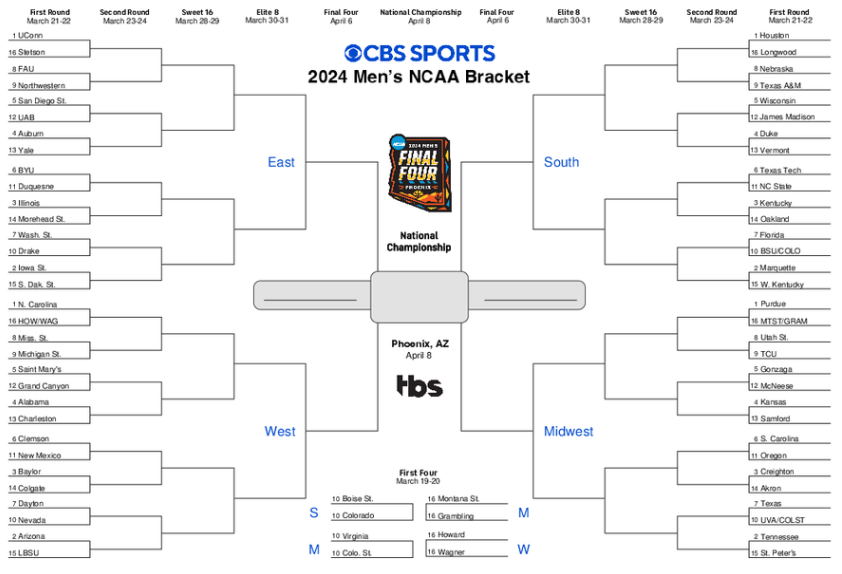 First Round Second Round Sweet 16 Elite 8 Final Four National Championship Final Four Elite 8 Sweet 16 Second Round First Round
March 21-22 March 23-24 March 28-29 March 30-31 April 6 April 8 April 6 March 30-31 March 28-29 March 23-24 March 21-22
CBS SPORTS
2024 Men's NCAA Bracket
1 UConn
16 Stetson
8 FAU
9 Northwestern
5 San Diego St.
12 UAB
4 Auburn
13 Yale
6 BYU
11 Duquesne
3 Illinois
14 Morehead St.
7 Wash. St.
10 Drake
2 Iowa St.
15 S. Dak. St.
East
1 N. Carolina
16 HOW/WAG
8 Miss. St.
9 Michigan St.
5 Saint Mary's
12 Grand Canyon
4 Alabama
13 Charleston
6 Clemson
11 New Mexico
3 Baylor
14 Colgate
7 Dayton
10 Nevada
2 Arizona
15 LBSU
West
NCAA
2024 MEN'S
FINAL
FOUR
PHOENIX
National
Championship
Phoenix, AZ
April 8
tbs
First Four
March 19-20
S
10 Boise St.
10 Colorado
16 Montana St.
16 Grambling
M
M
10 Virginia
10 Colo. St.
16 Howard
16 Wagner
W
1 Houston
16 Longwood
8 Nebraska
9 Texas A&M
5 Wisconsin
12 James Madison
4 Duke
13 Vermont
6 Texas Tech
11 NC State
3 Kentucky
14 Oakland
7 Florida
10 BSU/COLO
2 Marquette
15 W. Kentucky
South
1 Purdue
16 MTST/GRAM
8 Utah St.
9 TCU
5 Gonzaga
12 McNeese
4 Kansas
13 Samford
6 S. Carolina
11 Oregon
3 Creighton
14 Akron
7 Texas
10 UVA/COLST
2 Tennessee
15 St. Peter's
Midwest